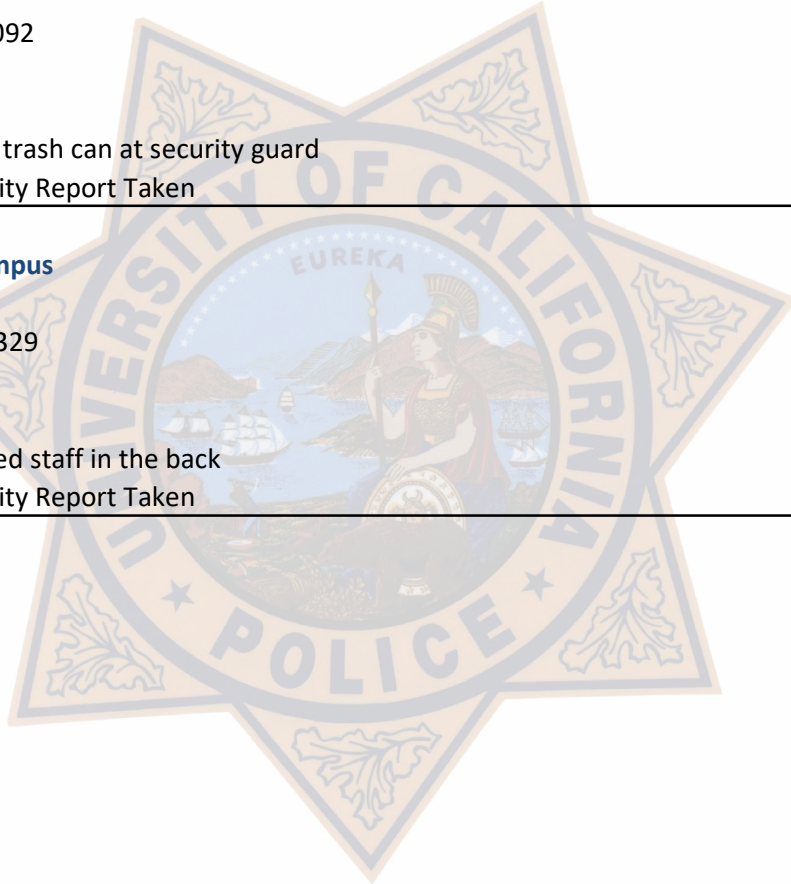 092
trash can at security guard
ity Report Taken
mpus
329
ed staff in the back
ity Report Taken
EUREKA
UNIVERSITY OF CALIFORNIA
POLICE